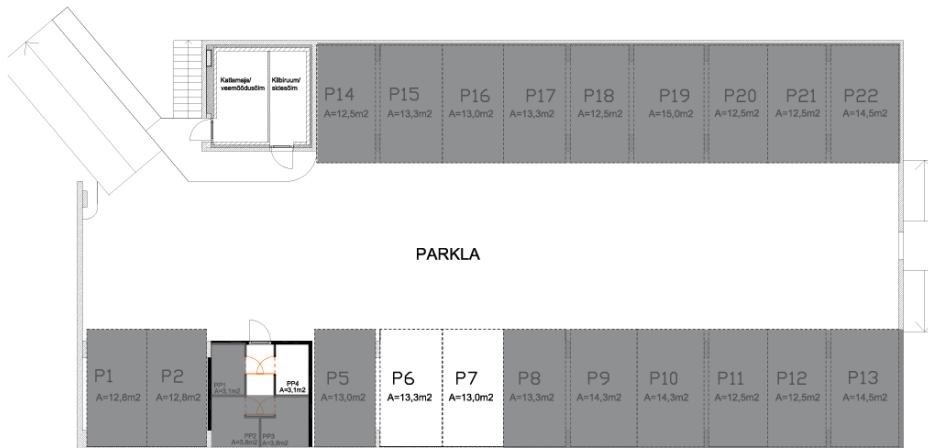 Katlamaja/
veemõõdusõlm
Kilbiruum/
sidesõlm
P14
A=12,5m2
P15
A=13,3m2
P16
A=13,0m2
P17
A=13,3m2
P18
A=12,5m2
P19
A=15,0m2
P20
A=12,5m2
P21
A=12,5m2
P22
A=14,5m2
PARKLA
P1
A=12,8m2
P2
A=12,8m2
PP1
A=3,1m2
PP4
A=3,1m2
PP2
A=3,8m2
PP3
A=3,8m2
P5
A=13,0m2
P6
A=13,3m2
P7
A=13,0m2
P8
A=13,3m2
P9
A=14,3m2
P10
A=14,3m2
P11
A=12,5m2
P12
A=12,5m2
P13
A=14,5m2